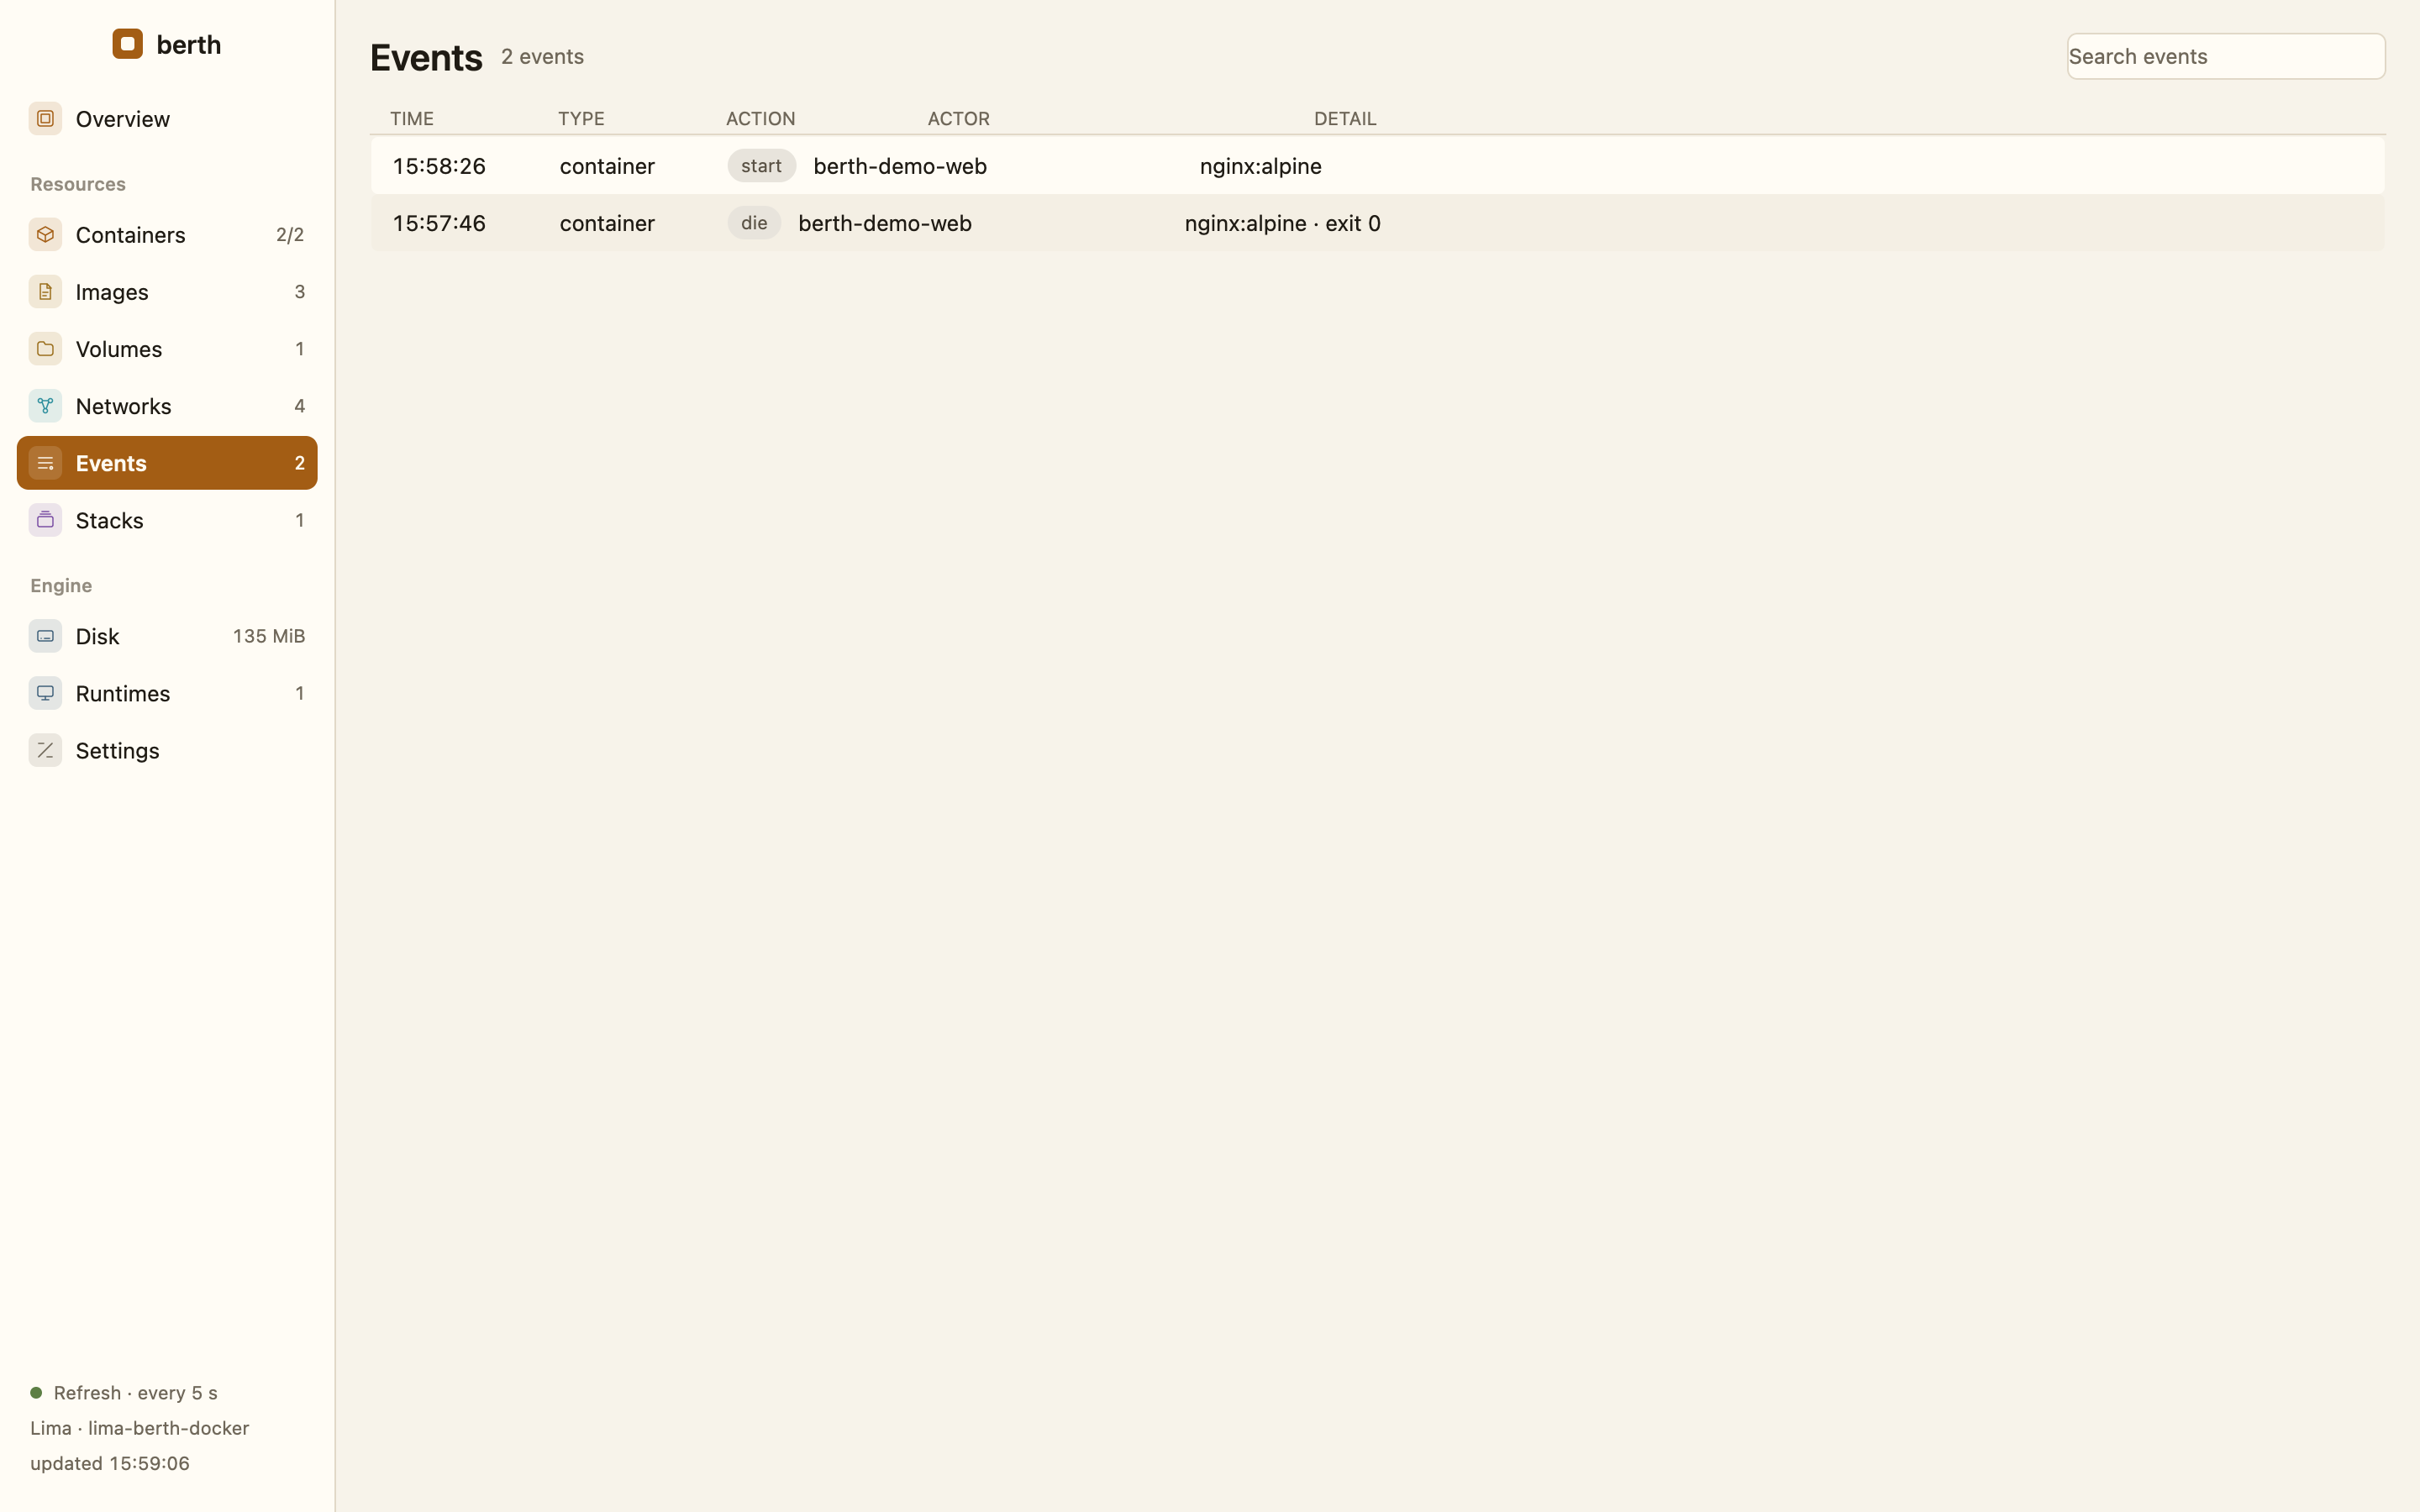 berth
Overview
Resources
Containers 2/2
Images 3
Volumes 1
Networks 4
Events 2
Stacks 1
Engine
Disk 135 MiB
Runtimes 1
Settings
Refresh · every 5 s
Lima · lima-berth-docker
updated 15:59:06
Events 2 events
Search events
TIME TYPE ACTION ACTOR DETAIL
15:58:26 container start berth-demo-web nginx:alpine
15:57:46 container die berth-demo-web nginx:alpine · exit 0